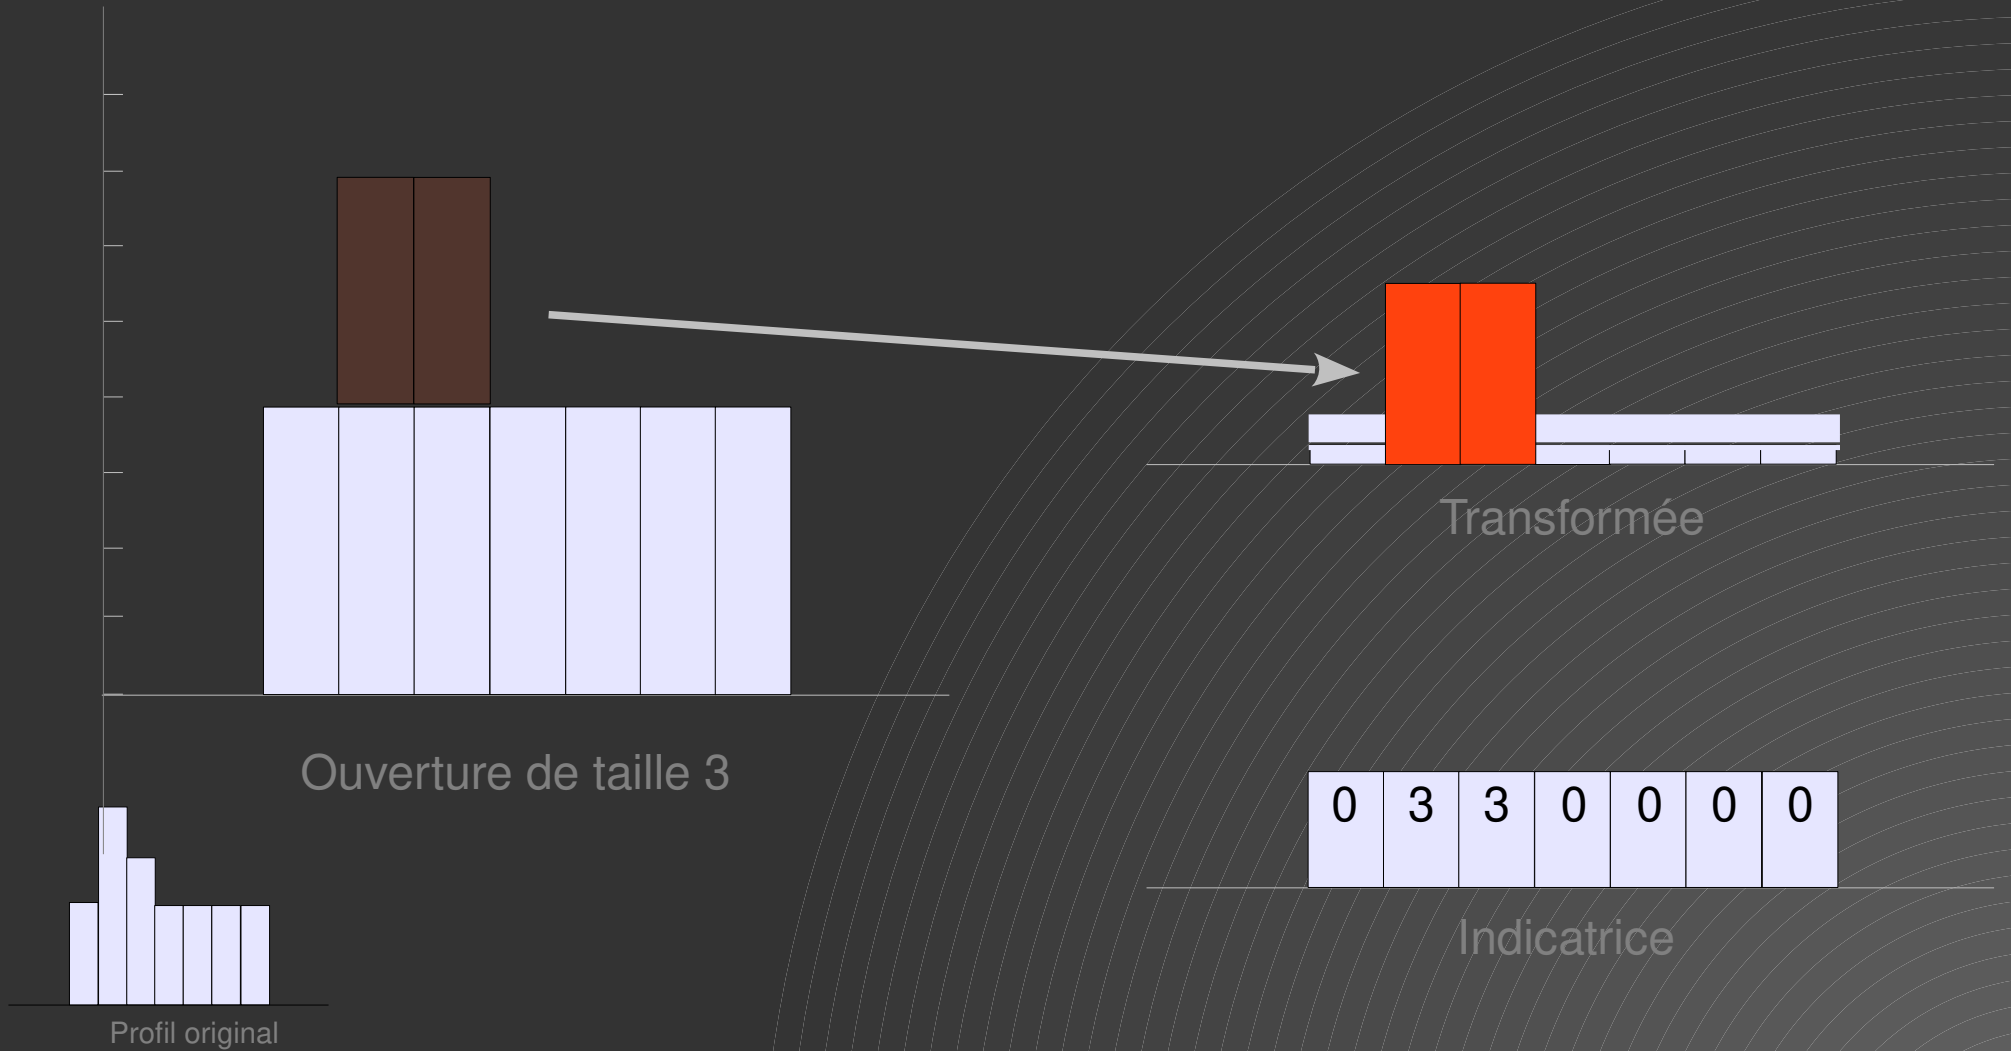 Transformée
Ouverture de taille 3
0 3 3 0 0 0 0
Indicatrice
Profil original